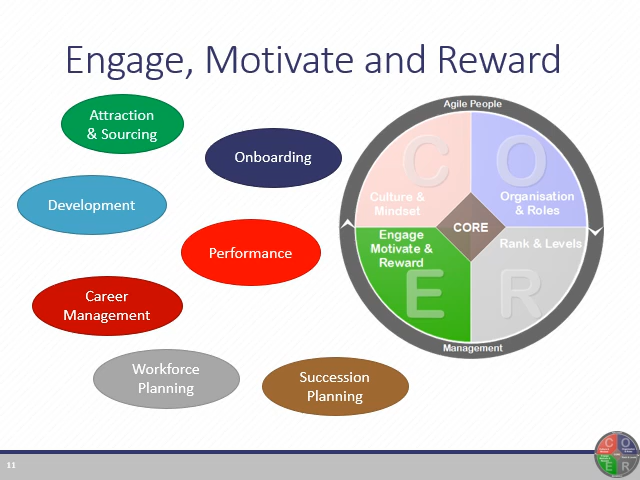 Engage, Motivate and Reward
Attraction
& Sourcing
Onboarding
Development
Performance
Career
Management
Workforce
Planning
Succession
Planning
Agile People
C
O
Culture &
Mindset
Organisation
& Roles
CORE
Engage
Motivate &
Reward
Rank & Levels
E
R
Management
11
C
O
E
R